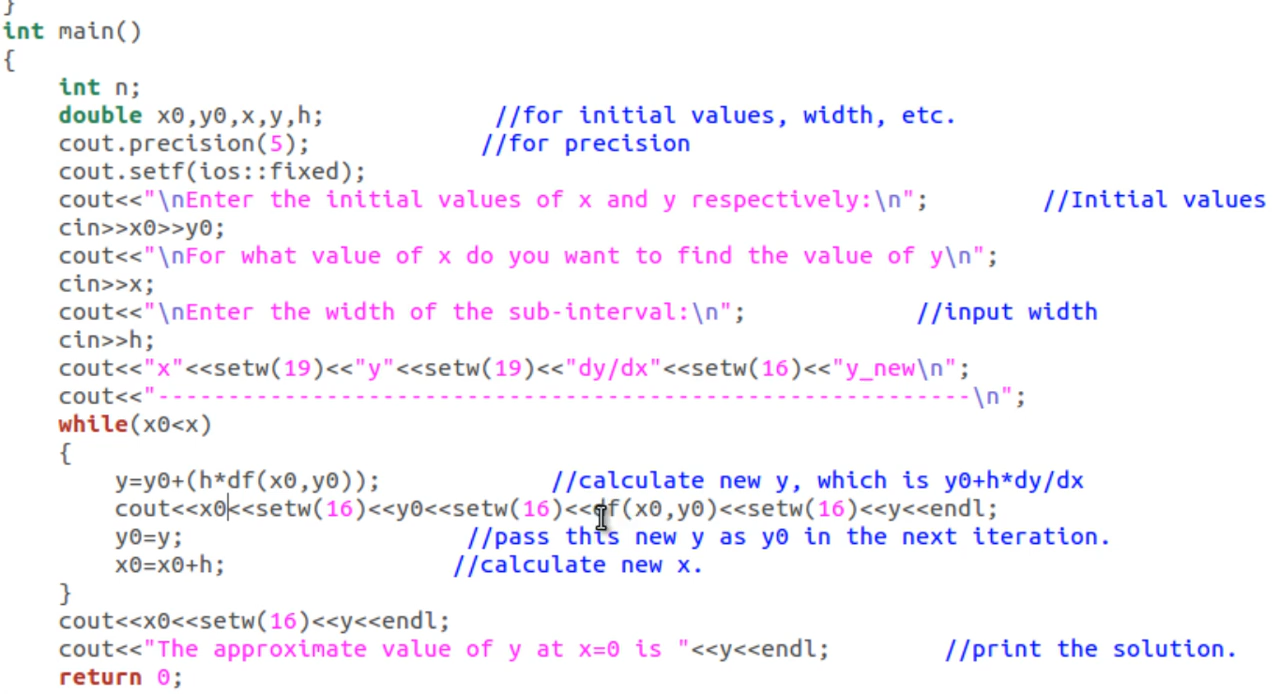 }
int main()
{
    int n;
    double x0,y0,x,y,h;            //for initial values, width, etc.
    cout.precision(5);            //for precision
    cout.setf(ios::fixed);
    cout<<"\nEnter the initial values of x and y respectively:\n";        //Initial values
    cin>>x0>>y0;
    cout<<"\nFor what value of x do you want to find the value of y\n";
    cin>>x;
    cout<<"\nEnter the width of the sub-interval:\n";            //input width
    cin>>h;
    cout<<"x"<<setw(19)<<"y"<<setw(19)<<"dy/dx"<<setw(16)<<"y_new\n";
    cout<<"----------------------------------------------------------\n";
    while(x0<x)
    {
        y=y0+(h*df(x0,y0));            //calculate new y, which is y0+h*dy/dx
        cout<<x0<<setw(16)<<y0<<setw(16)<<df(x0,y0)<<setw(16)<<y<<endl;
        y0=y;                    //pass this new y as y0 in the next iteration.
        x0=x0+h;                //calculate new x.
    }
    cout<<x0<<setw(16)<<y<<endl;
    cout<<"The approximate value of y at x=0 is "<<y<<endl;        //print the solution.
    return 0;